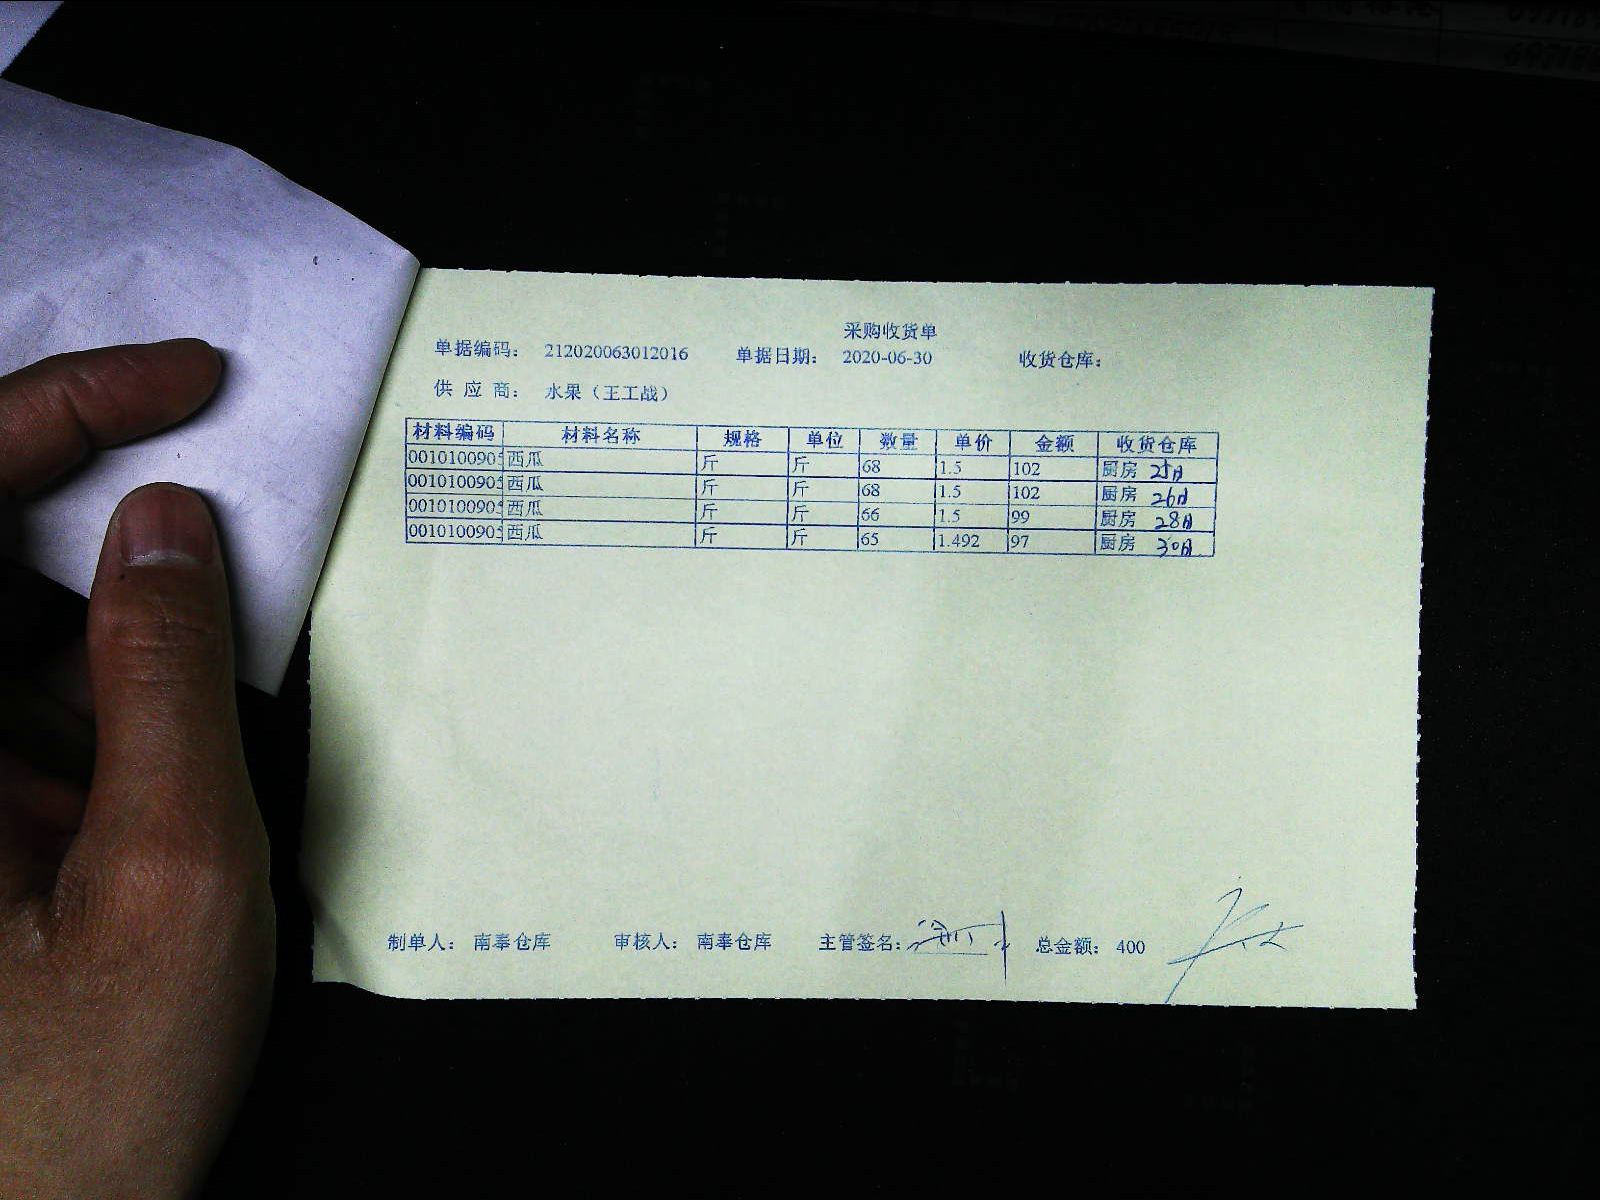 采购收货单
单据编码： 212020063012016 单据日期： 2020-06-30 收货仓库：
供 应 商： 水果（王工战）
材料编码 材料名称 规格 单位 数量 单价 金额 收货仓库
0010100905 西瓜 斤 斤 68 1.5 102 厨房 25日
0010100905 西瓜 斤 斤 68 1.5 102 厨房 26日
0010100905 西瓜 斤 斤 66 1.5 99 厨房 28日
0010100905 西瓜 斤 斤 65 1.492 97 厨房 30日
制单人： 南奉仓库 审核人： 南奉仓库 主管签名： 总金额： 400